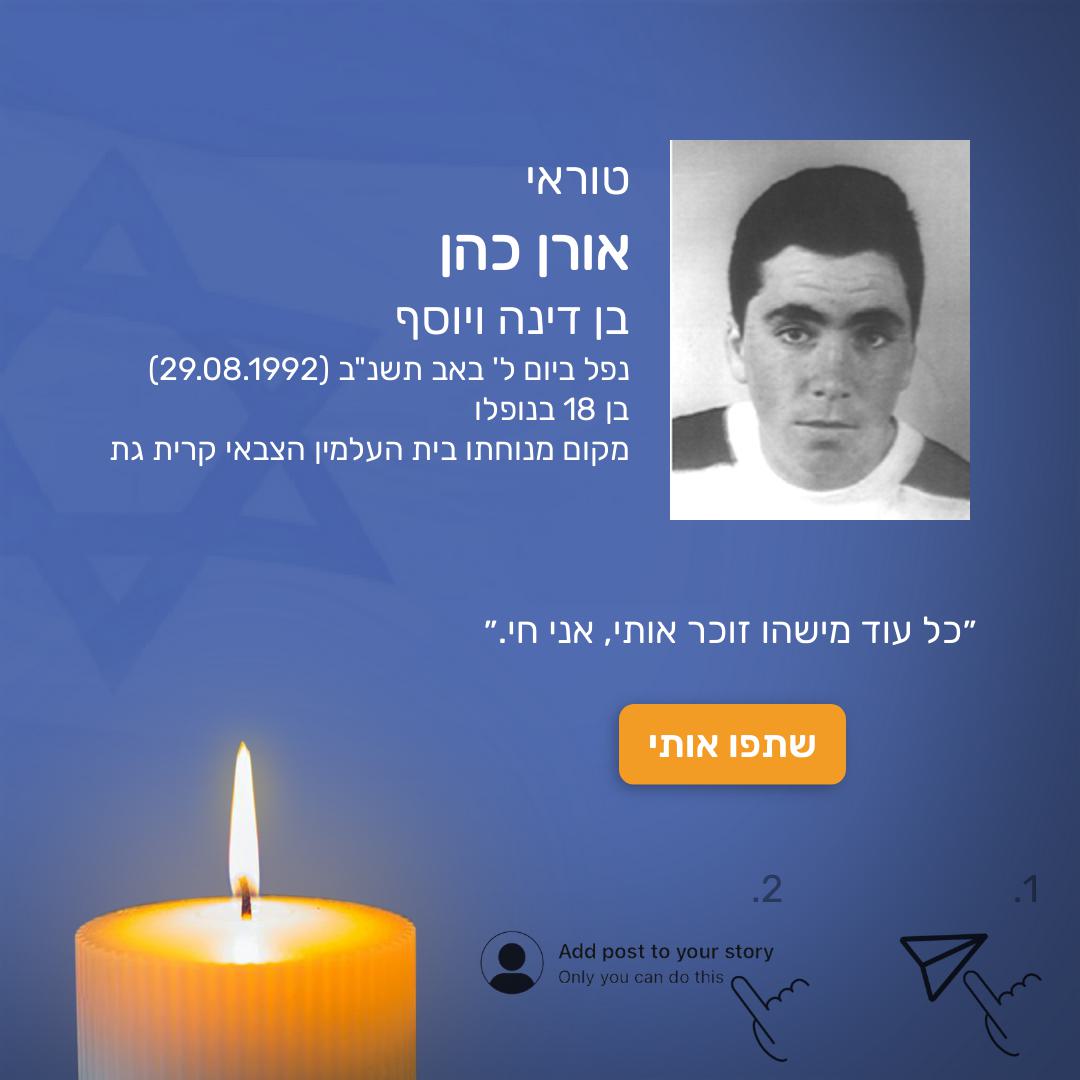 טוראי
אורן כהן
בן דינה ויוסף
נפל ביום ל' באב תשנ"ב (29.08.1992)
בן 18 בנופלו
מקום מנוחתו בית העלמין הצבאי קרית גת
״כל עוד מישהו זוכר אותי, אני חי.״
שתפו אותי
1.
2.
Add post to your story
Only you can do this